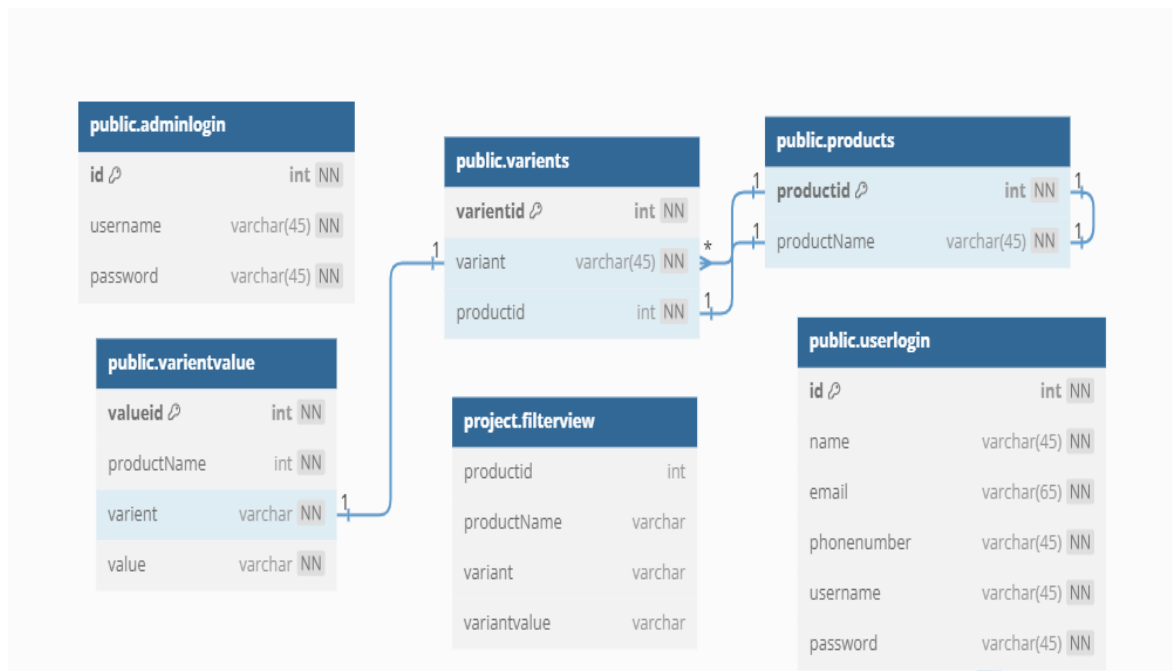 public.adminlogin
id int NN
username varchar(45) NN
password varchar(45) NN
public.varients
varientid int NN
variant varchar(45) NN
productid int NN
public.products
productid int NN
productName varchar(45) NN
public.varientvalue
valueid int NN
productName int NN
varient varchar NN
value varchar NN
project.filterview
productid int
productName varchar
variant varchar
variantvalue varchar
public.userlogin
id int NN
name varchar(45) NN
email varchar(65) NN
phonenumber varchar(45) NN
username varchar(45) NN
password varchar(45) NN
1
1
*
1
1
1
1
1